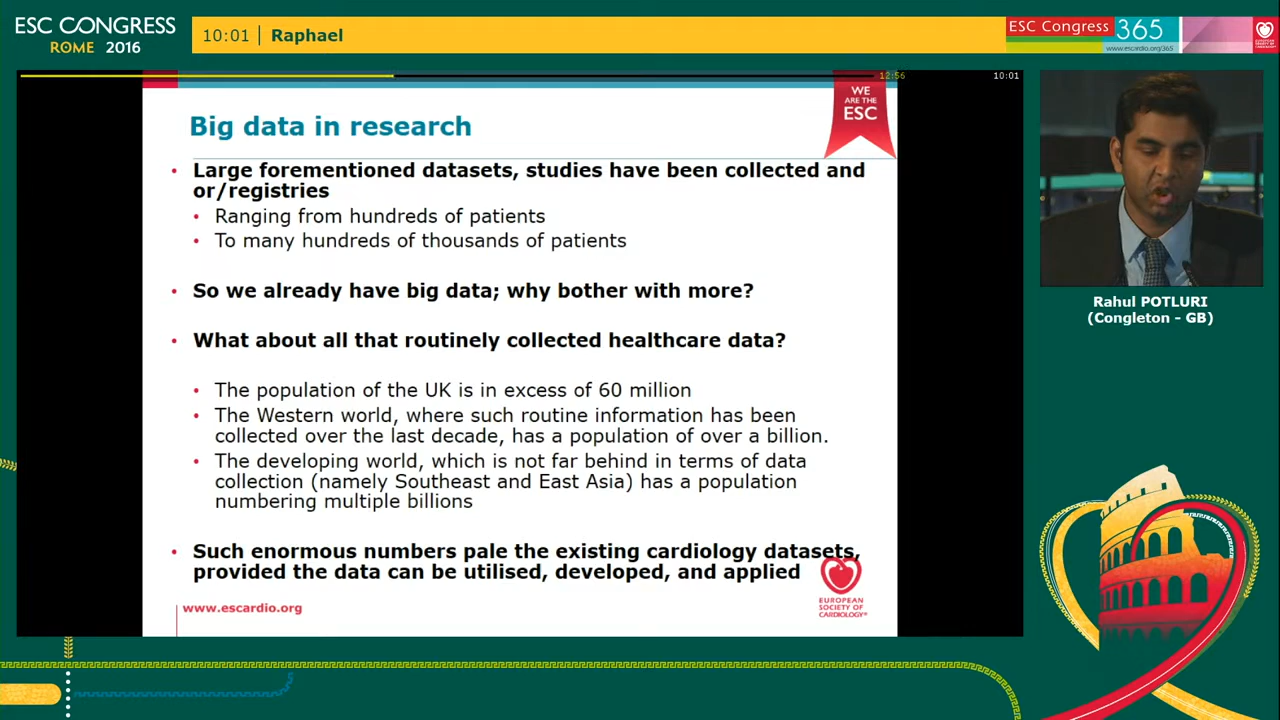 ESC CONGRESS
ROME 2016
10:01
Raphael
ESC Congress
365
www.escardio.org/365
12:56
10:01
WE
ARE THE
ESC
Big data in research
• Large forementioned datasets, studies have been collected and
or/registries
• Ranging from hundreds of patients
• To many hundreds of thousands of patients
• So we already have big data; why bother with more?
• What about all that routinely collected healthcare data?
• The population of the UK is in excess of 60 million
• The Western world, where such routine information has been
collected over the last decade, has a population of over a billion.
• The developing world, which is not far behind in terms of data
collection (namely Southeast and East Asia) has a population
numbering multiple billions
• Such enormous numbers pale the existing cardiology datasets,
provided the data can be utilised, developed, and applied
www.escardio.org
EUROPEAN
SOCIETY OF
CARDIOLOGY®
Rahul POTLURI
(Congleton - GB)